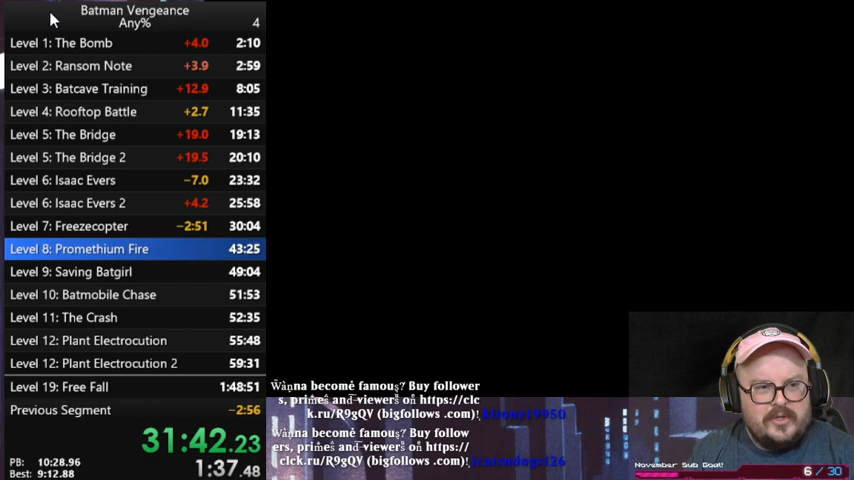 Batman Vengeance
Any% 4
Level 1: The Bomb +4.0 2:10
Level 2: Ransom Note +3.9 2:59
Level 3: Batcave Training +12.9 8:05
Level 4: Rooftop Battle +2.7 11:35
Level 5: The Bridge +19.0 19:13
Level 5: The Bridge 2 +19.5 20:10
Level 6: Isaac Evers −7.0 23:32
Level 6: Isaac Evers 2 +4.2 25:58
Level 7: Freezecopter −2:51 30:04
Level 8: Promethium Fire 43:25
Level 9: Saving Batgirl 49:04
Level 10: Batmobile Chase 51:53
Level 11: The Crash 52:35
Level 12: Plant Electrocution 55:48
Level 12: Plant Electrocution 2 59:31
Level 19: Free Fall 1:48:51
Previous Segment −2:56
31:42.23
PB: 10:28.96
Best: 9:12.88
1:37.48
Wanna become famous? Buy follower
s, primes and viewers on https://clc
k.ru/R9gQV (bigfollows .com)!
Wanna become famous? Buy follow
ers, primes and viewers on https://
clck.ru/R9gQV (bigfollows .com)!
November Sub Goal!
6 / 30